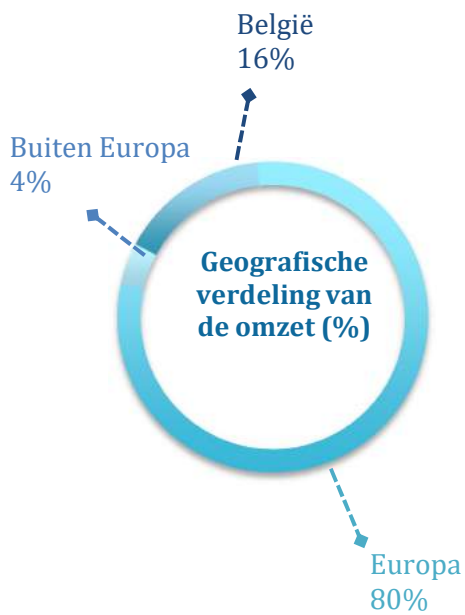 België
16%
Buiten Europa
4%
Geografische
verdeling van
de omzet (%)
Europa
80%